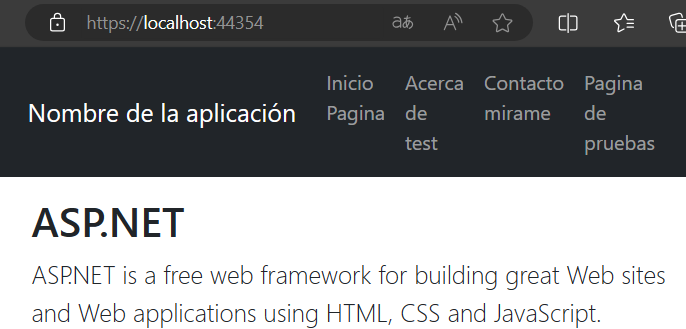 https://localhost:44354
Nombre de la aplicación
Inicio Pagina
Acerca de test
Contacto mirame
Pagina de pruebas
ASP.NET
ASP.NET is a free web framework for building great Web sites
and Web applications using HTML, CSS and JavaScript.